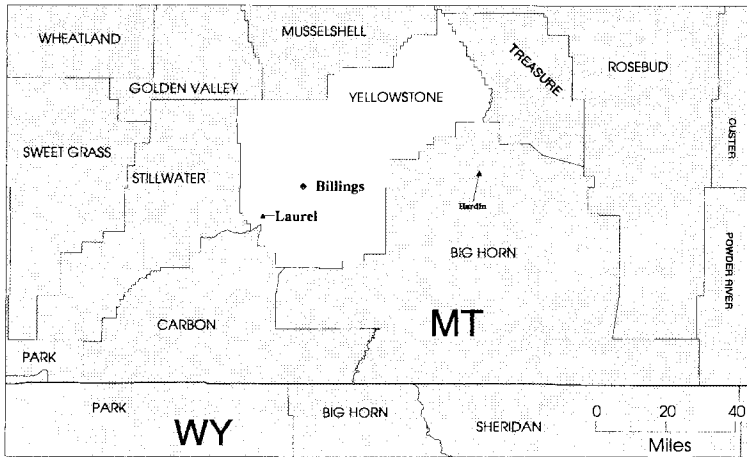 WHEATLAND
MUSSELSHELL
TREASURE
ROSEBUD
GOLDEN VALLEY
YELLOWSTONE
CUSTER
SWEET GRASS
STILLWATER
Billings
Laurel
Hardin
BIG HORN
POWDER RIVER
CARBON
MT
PARK
PARK
WY
BIG HORN
SHERIDAN
0 20 40
Miles